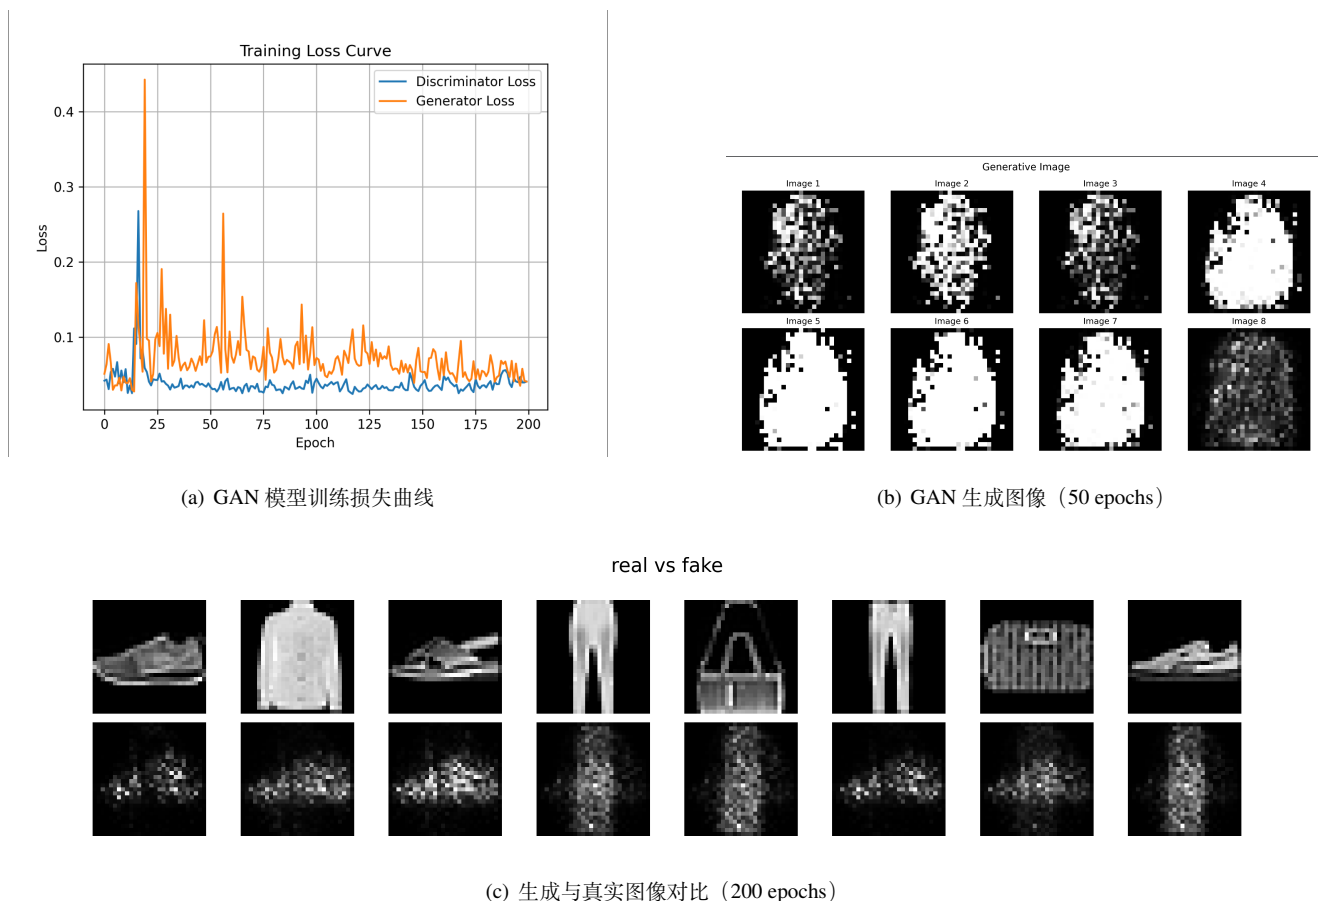 Training Loss Curve
Discriminator Loss
Generator Loss
0.4
0.3
0.2
0.1
Loss
0 25 50 75 100 125 150 175 200
Epoch
(a) GAN 模型训练损失曲线
Generative Image
Image 1 Image 2 Image 3 Image 4
Image 5 Image 6 Image 7 Image 8
(b) GAN 生成图像（50 epochs）
real vs fake
(c) 生成与真实图像对比（200 epochs）